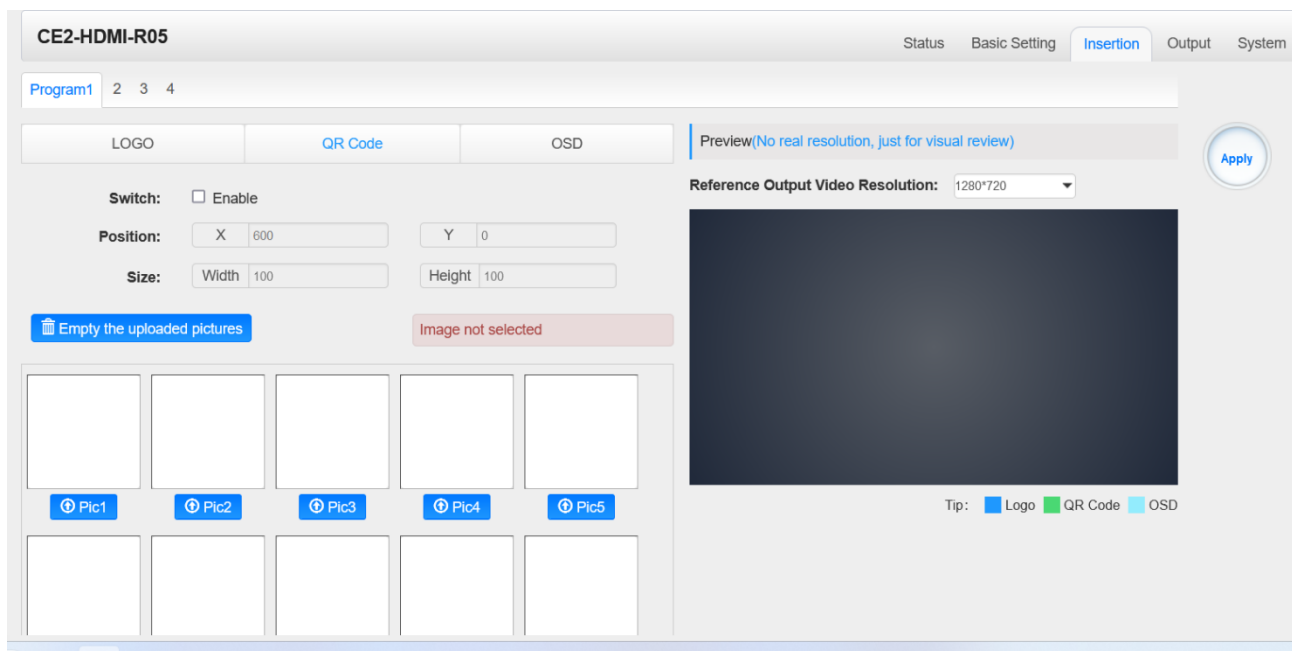 CE2-HDMI-R05
Status Basic Setting Insertion Output System
Program1 2 3 4
LOGO QR Code OSD
Preview(No real resolution, just for visual review)
Apply
Reference Output Video Resolution: 1280*720
Switch: Enable
Position: X 600 Y 0
Size: Width 100 Height 100
Empty the uploaded pictures
Image not selected
Pic1 Pic2 Pic3 Pic4 Pic5
Tip: Logo QR Code OSD